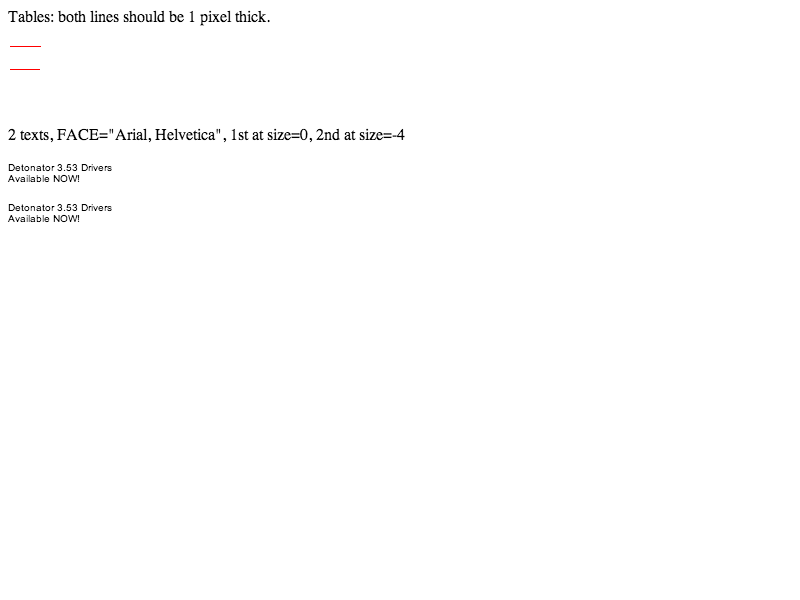 Tables: both lines should be 1 pixel thick.
2 texts, FACE="Arial, Helvetica", 1st at size=0, 2nd at size=-4
Detonator 3.53 Drivers
Available NOW!
Detonator 3.53 Drivers
Available NOW!